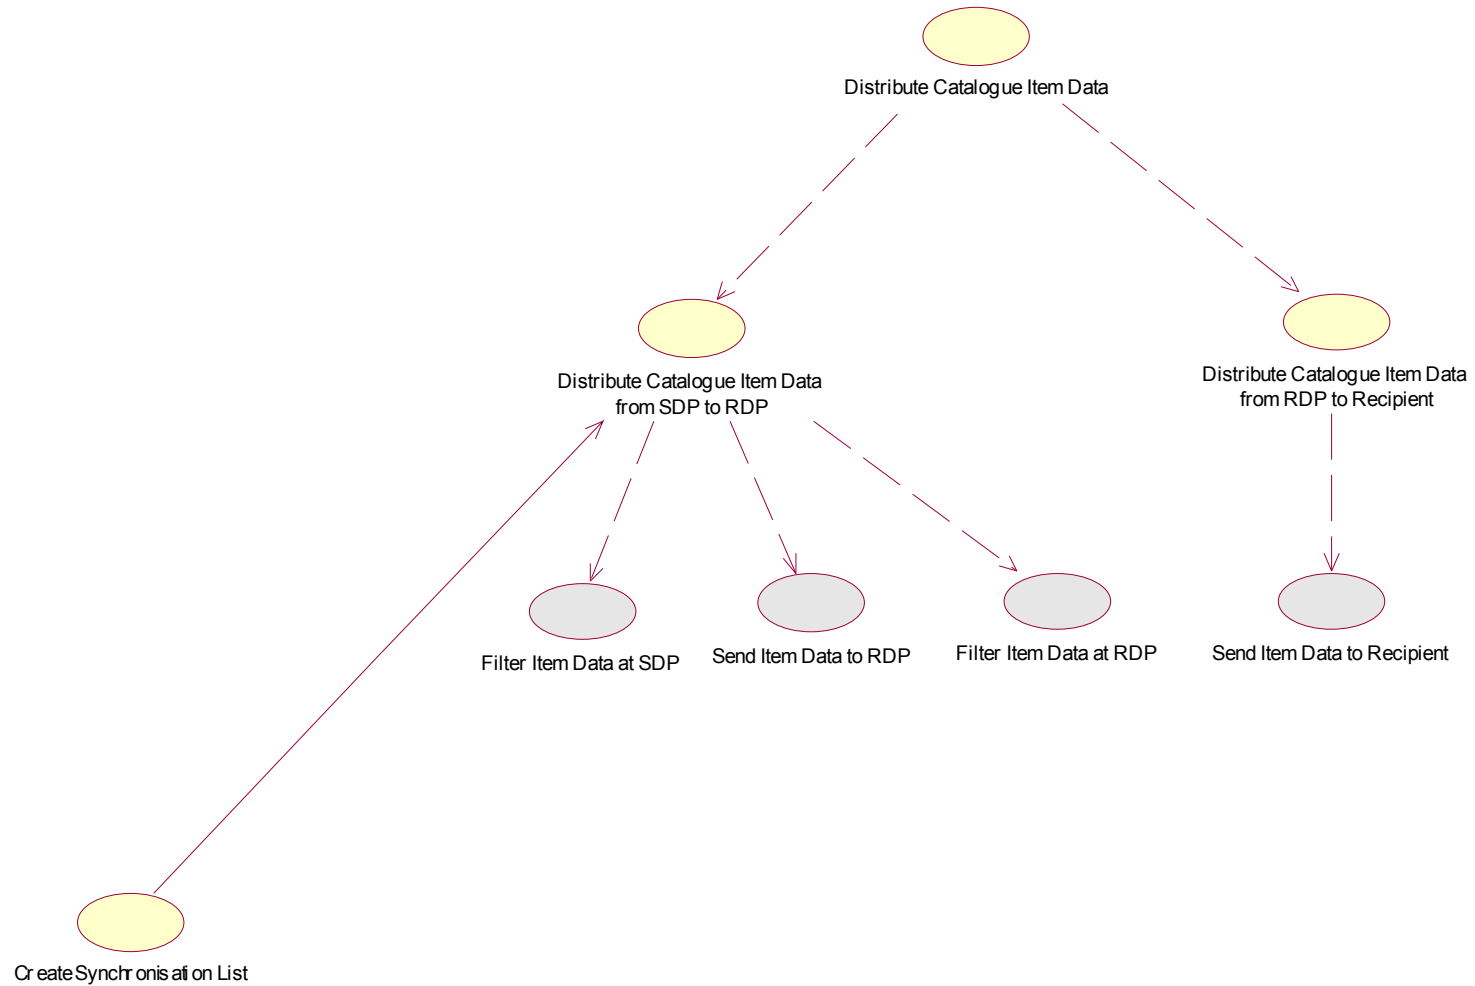 Distribute Catalogue Item Data
Distribute Catalogue Item Data
from SDP to RDP
Distribute Catalogue Item Data
from RDP to Recipient
Filter Item Data at SDP
Send Item Data to RDP
Filter Item Data at RDP
Send Item Data to Recipient
Create Synchronisation List